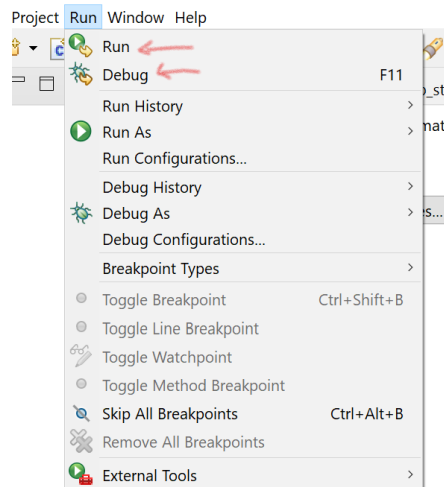 Project Run Window Help
Run
Debug F11
Run History
Run As
Run Configurations...
Debug History
Debug As
Debug Configurations...
Breakpoint Types
Toggle Breakpoint Ctrl+Shift+B
Toggle Line Breakpoint
Toggle Watchpoint
Toggle Method Breakpoint
Skip All Breakpoints Ctrl+Alt+B
Remove All Breakpoints
External Tools